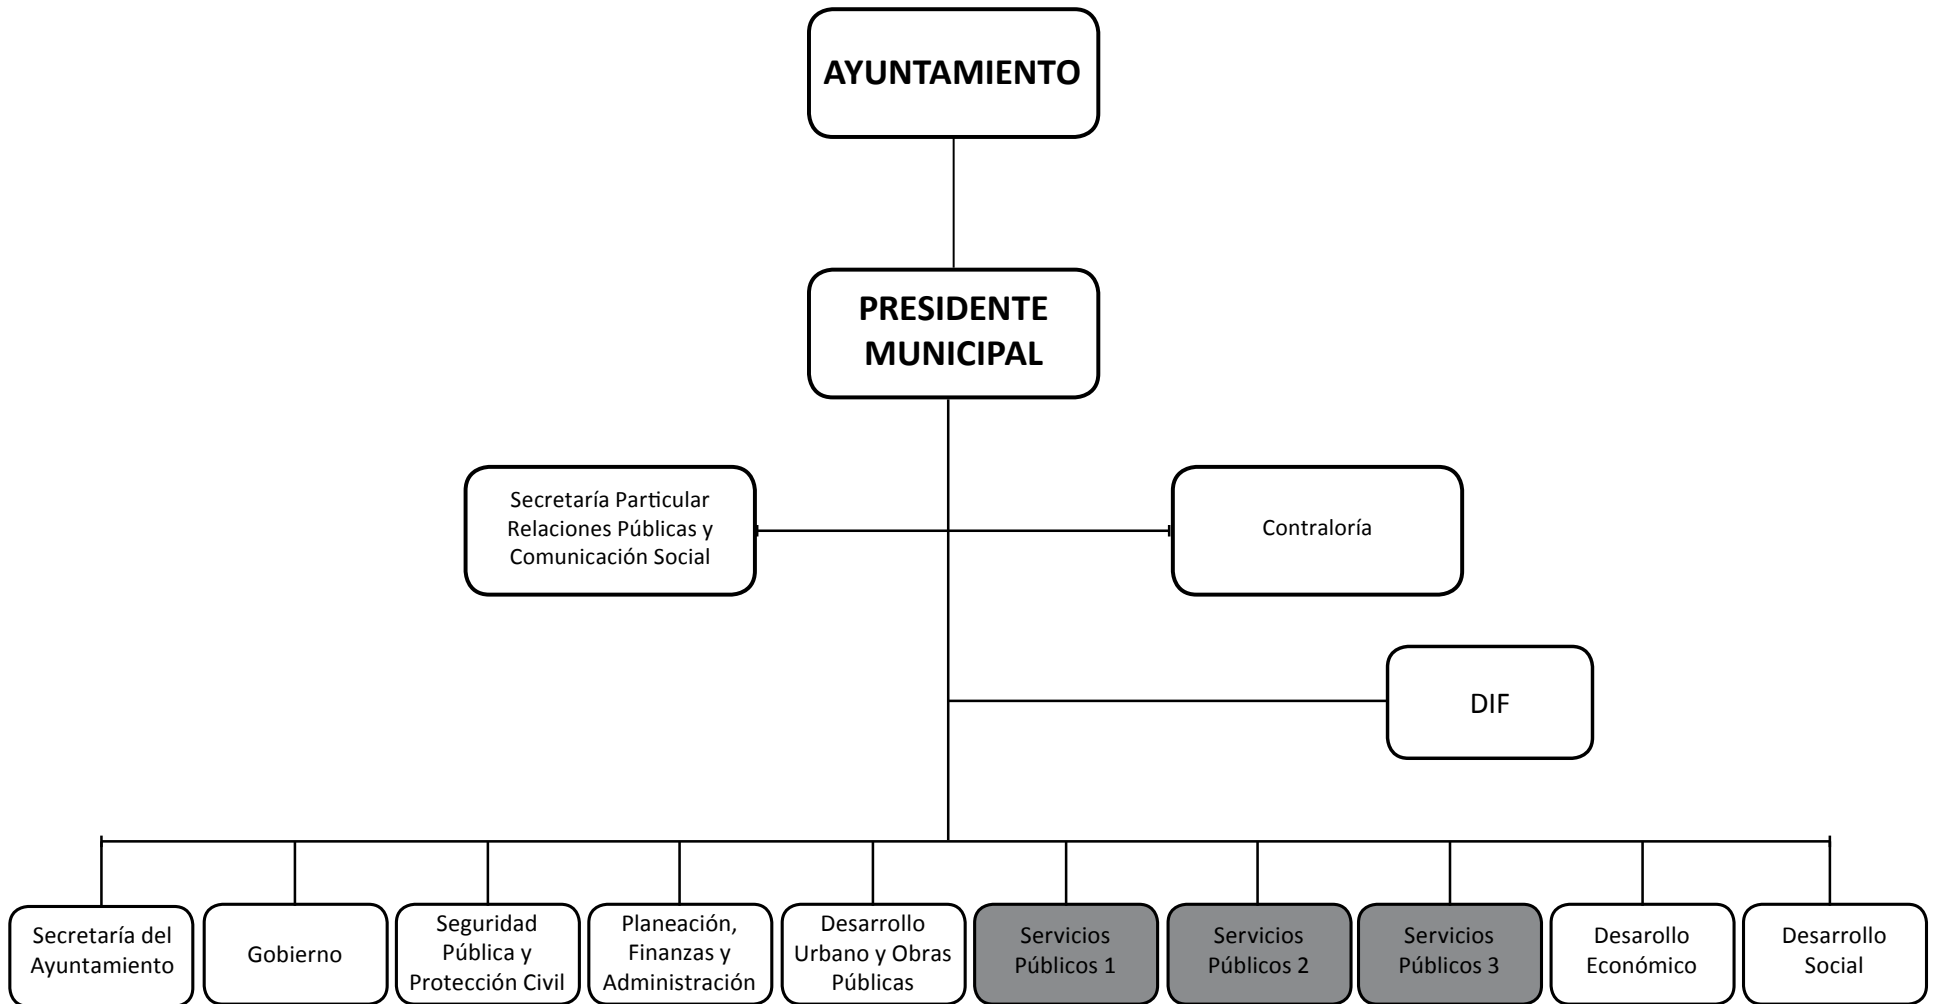 AYUNTAMIENTO
PRESIDENTE
MUNICIPAL
Secretaría Particular
Relaciones Públicas y
Comunicación Social
Contraloría
DIF
Secretaría del
Ayuntamiento
Gobierno
Seguridad
Pública y
Protección Civil
Planeación,
Finanzas y
Administración
Desarrollo
Urbano y Obras
Públicas
Servicios
Públicos 1
Servicios
Públicos 2
Servicios
Públicos 3
Desarollo
Económico
Desarrollo
Social